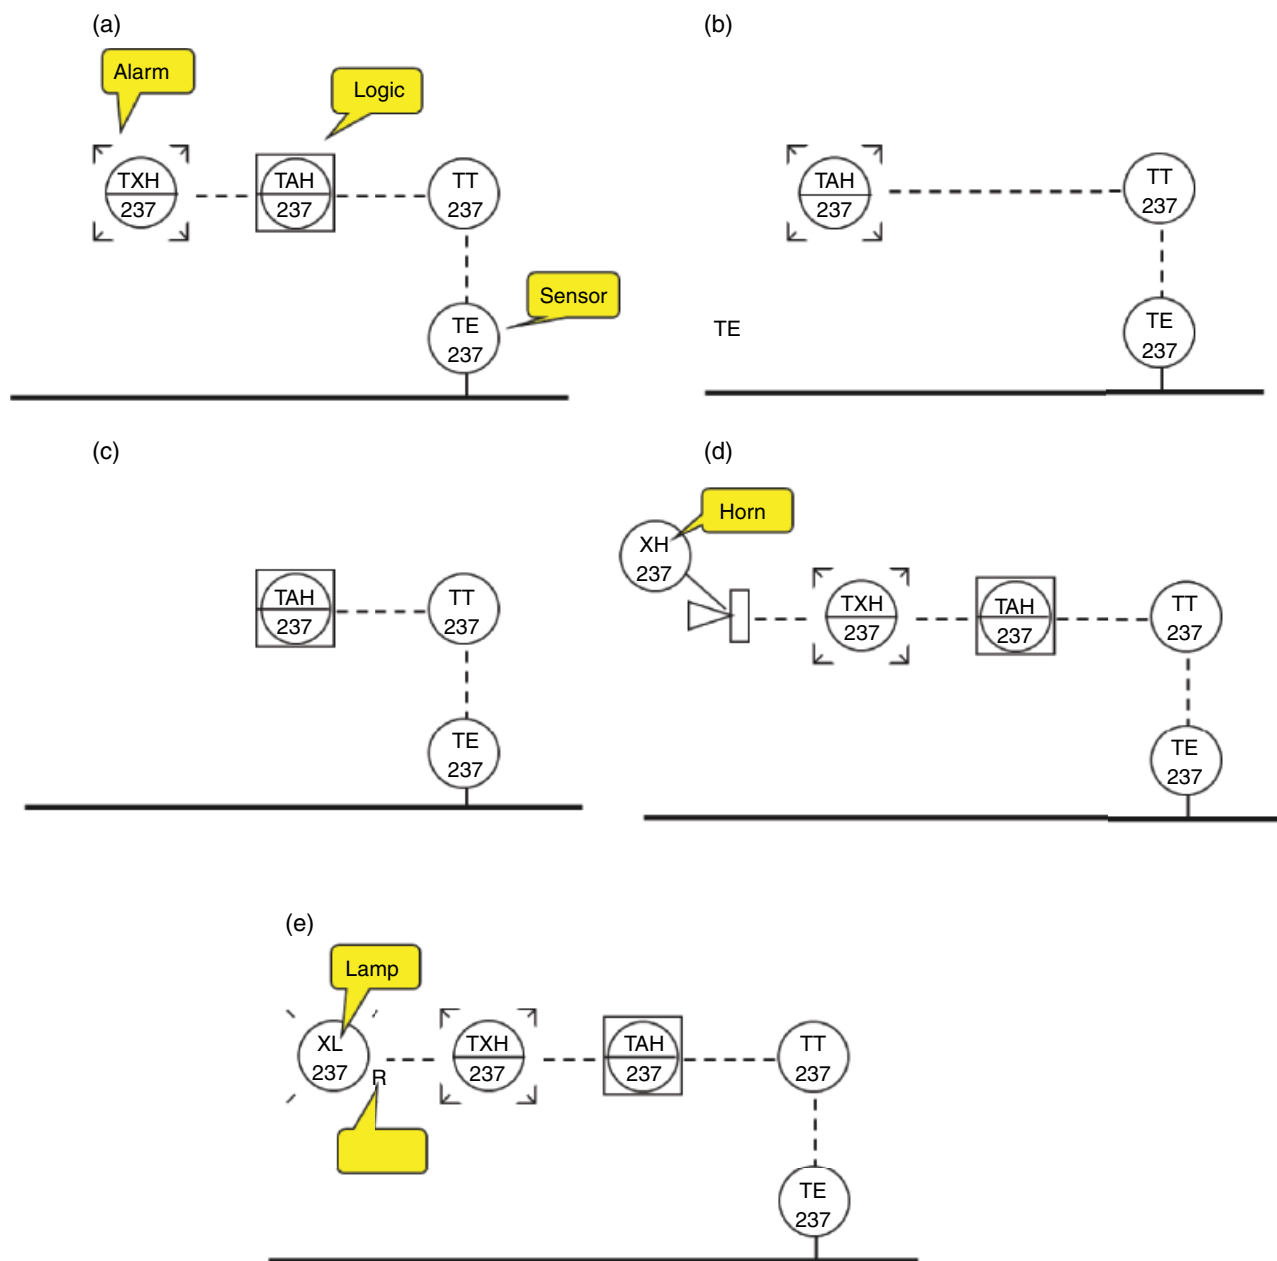 (a)
Alarm
Logic
TXH
237
TAH
237
TT
237
Sensor
TE
237
(b)
TAH
237
TT
237
TE
TE
237
(c)
TAH
237
TT
237
TE
237
(d)
Horn
XH
237
TXH
237
TAH
237
TT
237
TE
237
(e)
Lamp
XL
237
R
TXH
237
TAH
237
TT
237
TE
237